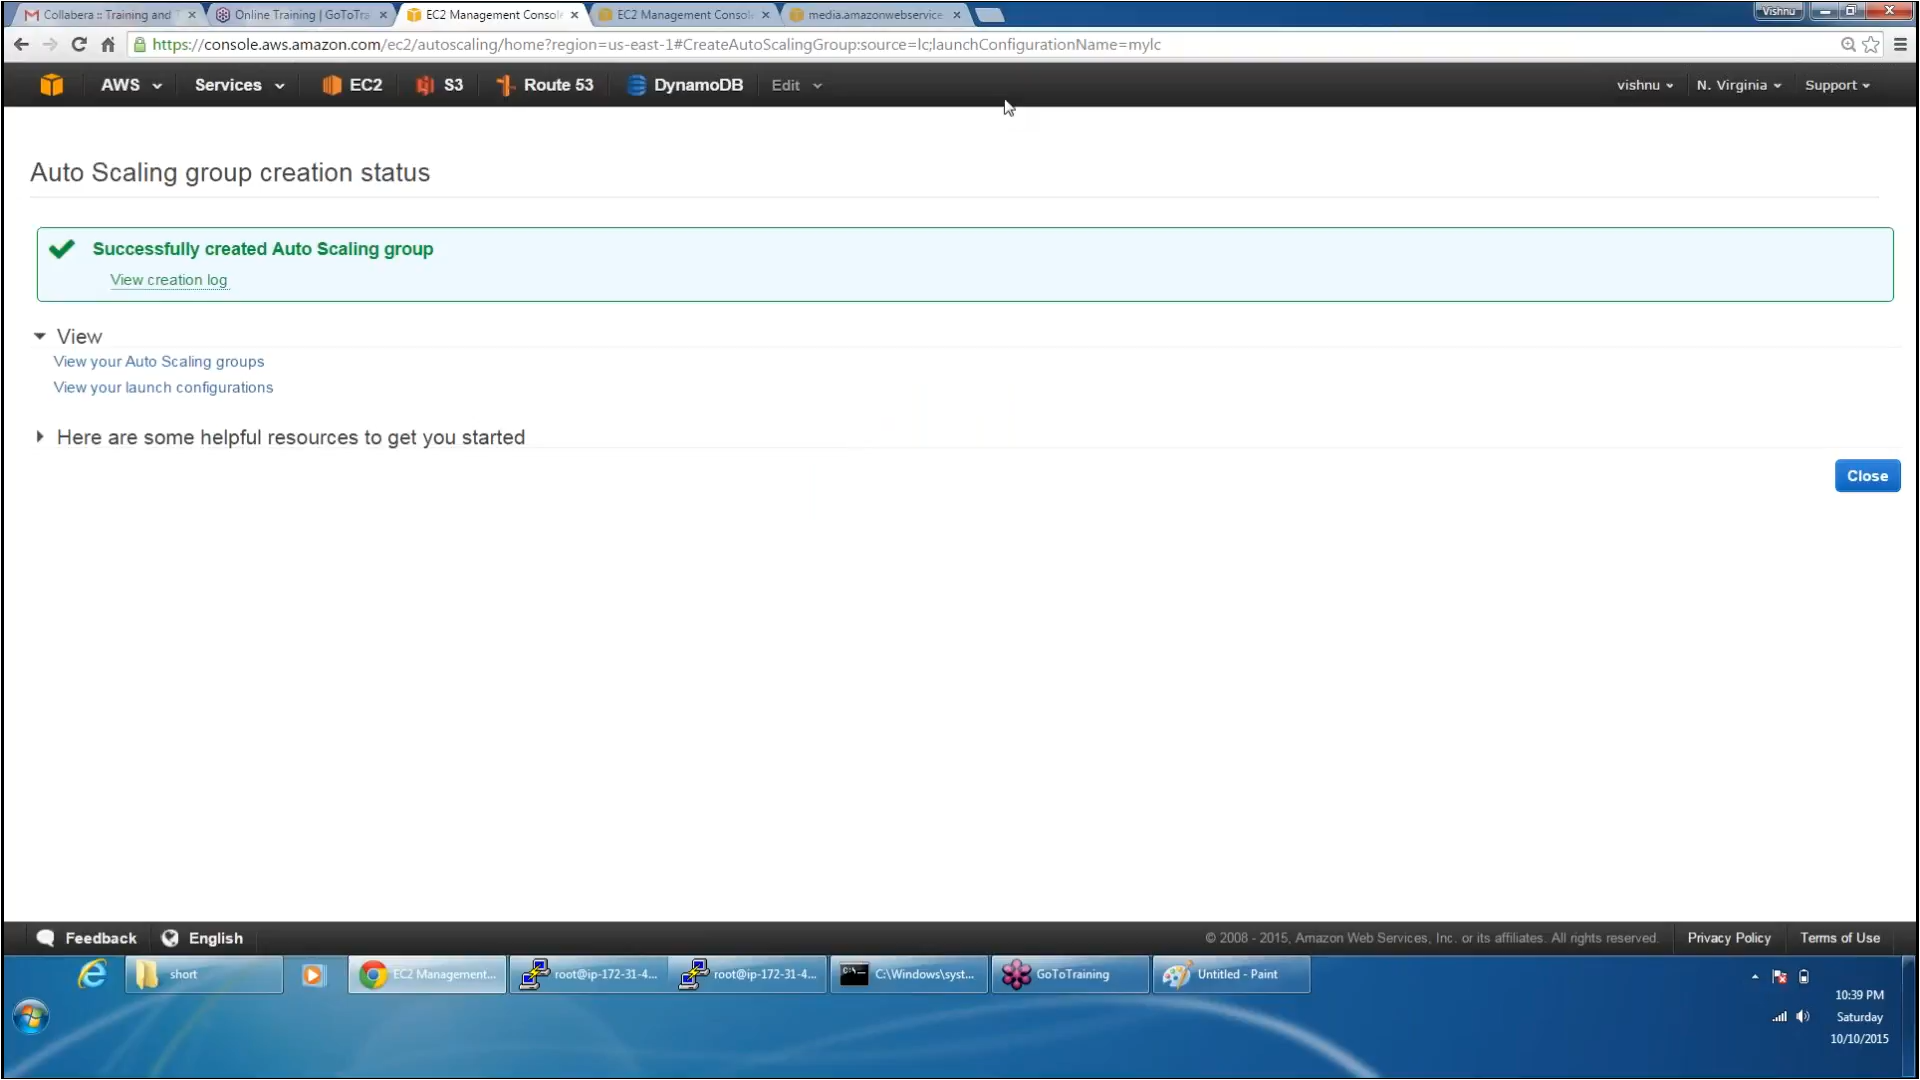 Collabera :: Training and
Online Training | GoToTra
EC2 Management Consol
EC2 Management Consol
media.amazonwebservice
Vishnu
https://console.aws.amazon.com/ec2/autoscaling/home?region=us-east-1#CreateAutoScalingGroup:source=lc;launchConfigurationName=mylc
AWS
Services
EC2
S3
Route 53
DynamoDB
Edit
vishnu
N. Virginia
Support
Auto Scaling group creation status
Successfully created Auto Scaling group
View creation log
View
View your Auto Scaling groups
View your launch configurations
Here are some helpful resources to get you started
Close
Feedback
English
© 2008 - 2015, Amazon Web Services, Inc. or its affiliates. All rights reserved.
Privacy Policy
Terms of Use
short
EC2 Management...
root@ip-172-31-4...
root@ip-172-31-4...
C:\Windows\syst...
GoToTraining
Untitled - Paint
10:39 PM
Saturday
10/10/2015